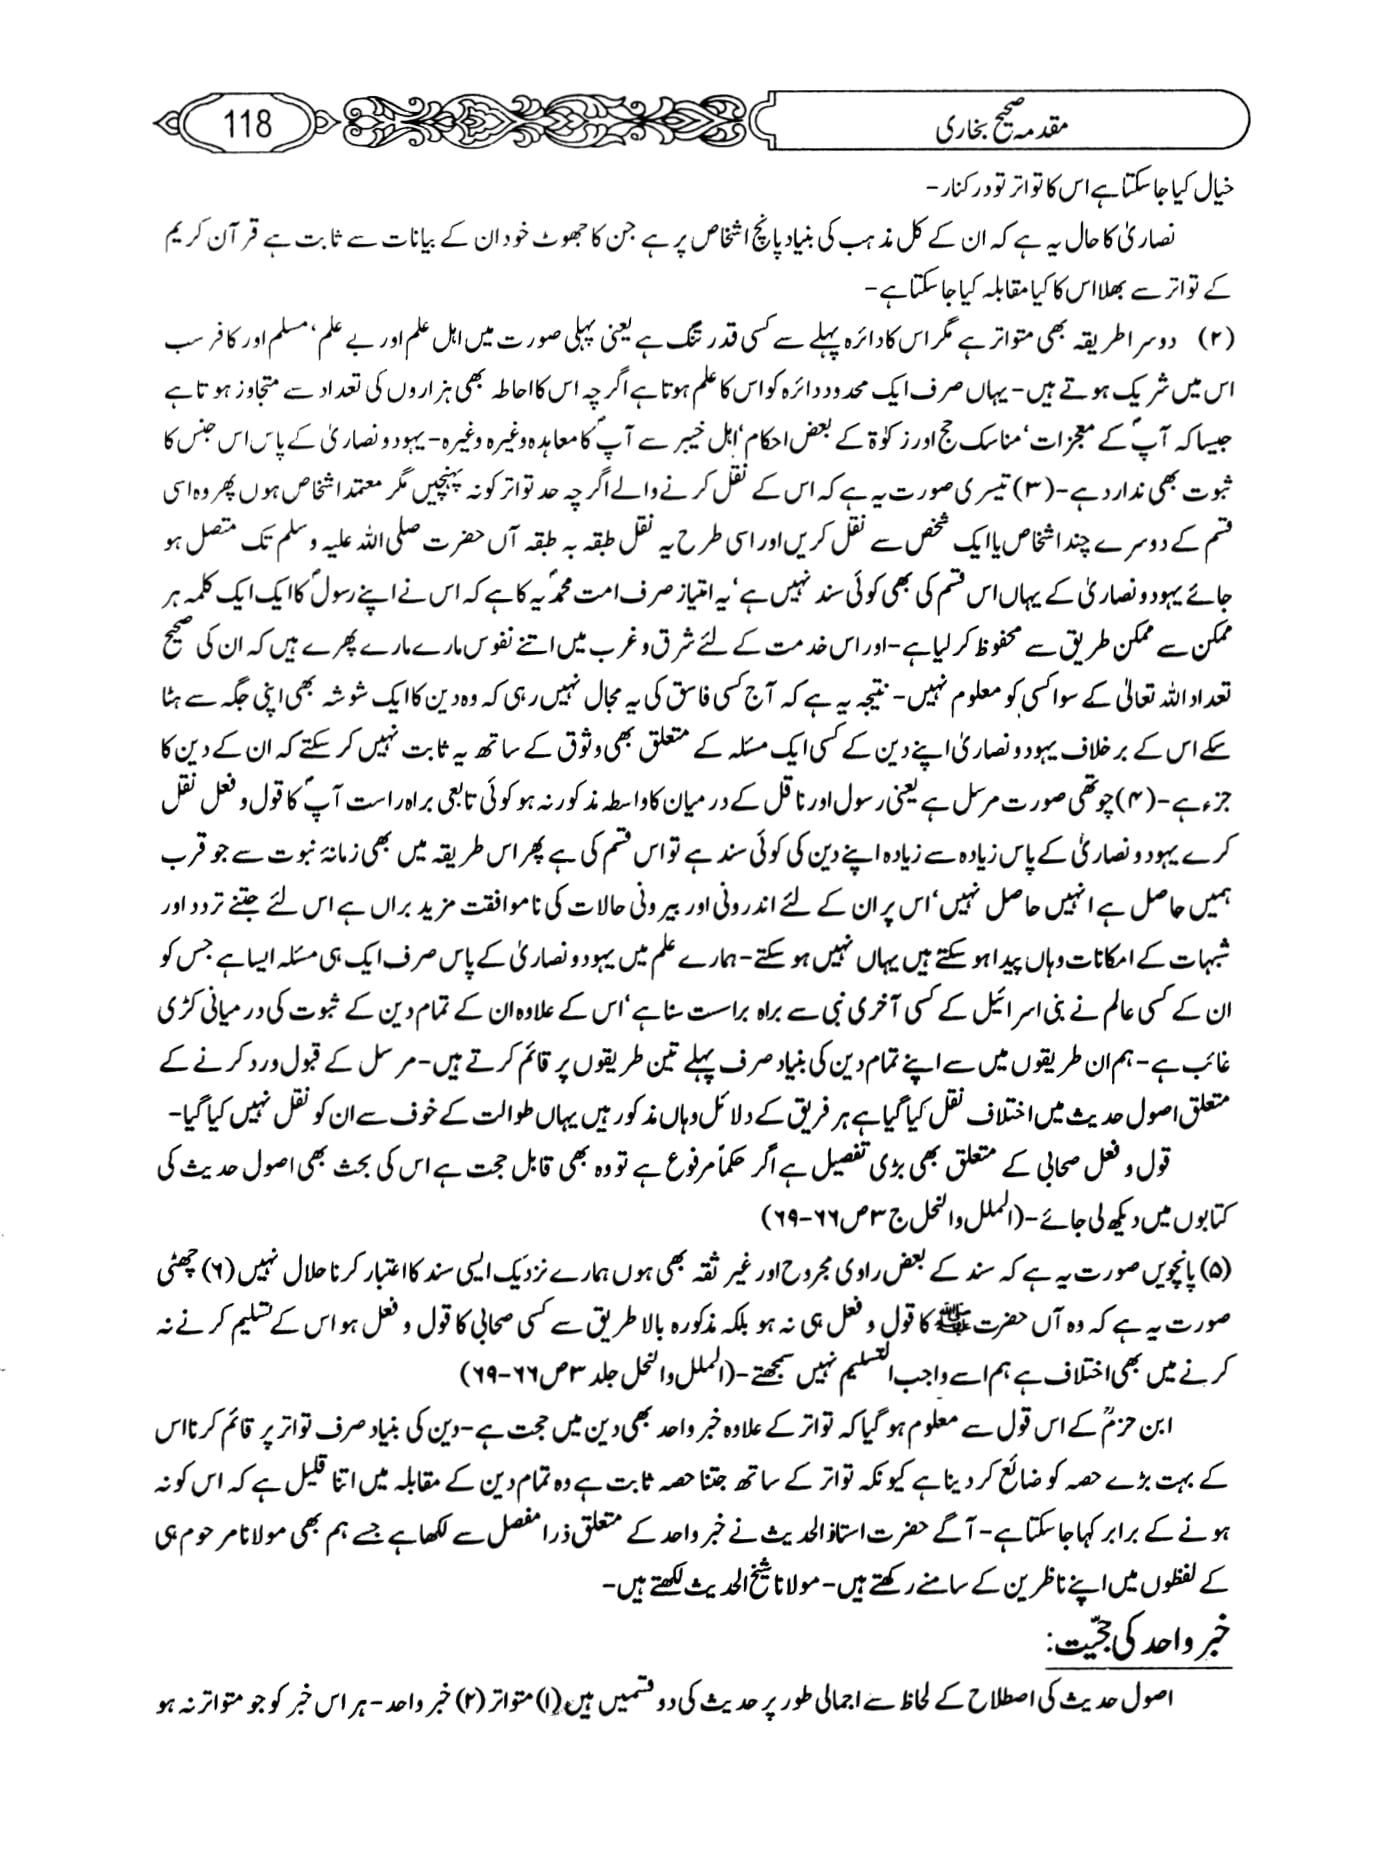 مقدمہ صحیح بخاری
118
خیال کیا جا سکتا ہے اس کا تواتر تو در کنار-
نصاریٰ کا حال یہ ہے کہ ان کے کل مذہب کی بنیاد پانچ اشخاص پر ہے جن کا جھوٹ خود ان کے بیانات سے ثابت ہے قرآن کریم
کے تواتر سے بھلا اس کا کیا مقابلہ کیا جا سکتا ہے-
(۲) دوسرا طریقہ بھی متواتر ہے مگر اس کا دائرہ پہلے سے کسی قدر تنگ ہے یعنی پہلی صورت میں اہل علم اور بے علم‘ مسلم اور کافر سب
اس میں شریک ہوتے ہیں- یہاں صرف ایک محدود دائرہ کو اس کا علم ہوتا ہے اگرچہ اس کا احاطہ بھی ہزاروں کی تعداد سے متجاوز ہوتا ہے
جیسا کہ آپؐ کے معجزات‘ مناسک حج اور زکوٰۃ کے بعض احکام‘ اہل خیبر سے آپؐ کا معاہدہ وغیرہ وغیرہ- یہود و نصاریٰ کے پاس اس جنس کا
ثبوت بھی ندارد ہے- (۳) تیسری صورت یہ ہے کہ اس کے نقل کرنے والے اگرچہ حد تواتر کو نہ پہنچیں مگر معتمد اشخاص ہوں پھر وہ اسی
قسم کے دوسرے چند اشخاص یا ایک شخص سے نقل کریں اور اسی طرح یہ نقل طبقہ بہ طبقہ آں حضرت صلی اللہ علیہ وسلم تک متصل ہو
جائے یہود و نصاریٰ کے یہاں اس قسم کی بھی کوئی سند نہیں ہے‘ یہ امتیاز صرف امت محمدؐیہ کا ہے کہ اس نے اپنے رسولؐ کا ایک ایک کلمہ ہر
ممکن سے ممکن طریق سے محفوظ کر لیا ہے- اور اس خدمت کے لئے شرق و غرب میں اتنے نفوس مارے مارے پھرے ہیں کہ ان کی صحیح
تعداد اللہ تعالیٰ کے سوا کسی کو معلوم نہیں- نتیجہ یہ ہے کہ آج کسی فاسق کی یہ مجال نہیں رہی کہ وہ دین کا ایک شوشہ بھی اپنی جگہ سے ہٹا
سکے اس کے برخلاف یہود و نصاریٰ اپنے دین کے کسی ایک مسئلہ کے متعلق بھی وثوق کے ساتھ یہ ثابت نہیں کر سکتے کہ ان کے دین کا
جزء ہے- (۴) چوتھی صورت مرسل ہے یعنی رسول اور ناقل کے درمیان کا واسطہ مذکور نہ ہو کوئی تابعی براہ راست آپؐ کا قول و فعل نقل
کرے یہود و نصاریٰ کے پاس زیادہ سے زیادہ اپنے دین کی کوئی سند ہے تو اس قسم کی ہے پھر اس طریقہ میں بھی زمانۂ نبوت سے جو قرب
ہمیں حاصل ہے انہیں حاصل نہیں‘ اس پر ان کے لئے اندرونی اور بیرونی حالات کی ناموافقت مزید براں ہے اس لئے جتنے تردد اور
شبہات کے امکانات وہاں پیدا ہو سکتے ہیں یہاں نہیں ہو سکتے- ہمارے علم میں یہود و نصاریٰ کے پاس صرف ایک ہی مسئلہ ایسا ہے جس کو
ان کے کسی عالم نے بنی اسرائیل کے کسی آخری نبی سے براہ براست سنا ہے‘ اس کے علاوہ ان کے تمام دین کے ثبوت کی درمیانی کڑی
غائب ہے- ہم ان طریقوں میں سے اپنے تمام دین کی بنیاد صرف پہلے تین طریقوں پر قائم کرتے ہیں- مرسل کے قبول و رد کرنے کے
متعلق اصول حدیث میں اختلاف نقل کیا گیا ہے ہر فریق کے دلائل وہاں مذکور ہیں یہاں طوالت کے خوف سے ان کو نقل نہیں کیا گیا-
قول و فعل صحابی کے متعلق بھی بڑی تفصیل ہے اگر حکماً مرفوع ہے تو وہ بھی قابل حجت ہے اس کی بحث بھی اصول حدیث کی
کتابوں میں دیکھ لی جائے- (الملل والنحل ج ۳ ص ۶۶-۶۹)
(۵) پانچویں صورت یہ ہے کہ سند کے بعض راوی مجروح اور غیر ثقہ بھی ہوں ہمارے نزدیک ایسی سند کا اعتبار کرنا حلال نہیں (۶) چھٹی
صورت یہ ہے کہ وہ آں حضرت ﷺ کا قول و فعل ہی نہ ہو بلکہ مذکورہ بالا طریق سے کسی صحابی کا قول و فعل ہو اس کے تسلیم کرنے نہ
کرنے میں بھی اختلاف ہے ہم اسے واجب التسلیم نہیں سمجھتے- (الملل والنحل جلد ۳ ص ۶۶-۶۹)
ابن حزمؒ کے اس قول سے معلوم ہو گیا کہ تواتر کے علاوہ خبر واحد بھی دین میں حجت ہے- دین کی بنیاد صرف تواتر پر قائم کرنا اس
کے بہت بڑے حصہ کو ضائع کر دینا ہے کیونکہ تواتر کے ساتھ جتنا حصہ ثابت ہے وہ تمام دین کے مقابلہ میں اتنا قلیل ہے کہ اس کو نہ
ہونے کے برابر کہا جا سکتا ہے- آگے حضرت استاذ الحدیث نے خبر واحد کے متعلق ذرا مفصل سے لکھا ہے جسے ہم بھی مولانا مرحوم ہی
کے لفظوں میں اپنے ناظرین کے سامنے رکھتے ہیں- مولانا شیخ الحدیث لکھتے ہیں-
خبر واحد کی حجیّت:
اصول حدیث کی اصطلاح کے لحاظ سے اجمالی طور پر حدیث کی دو قسمیں ہیں (۱) متواتر (۲) خبر واحد- ہر اس خبر کو جو متواتر نہ ہو